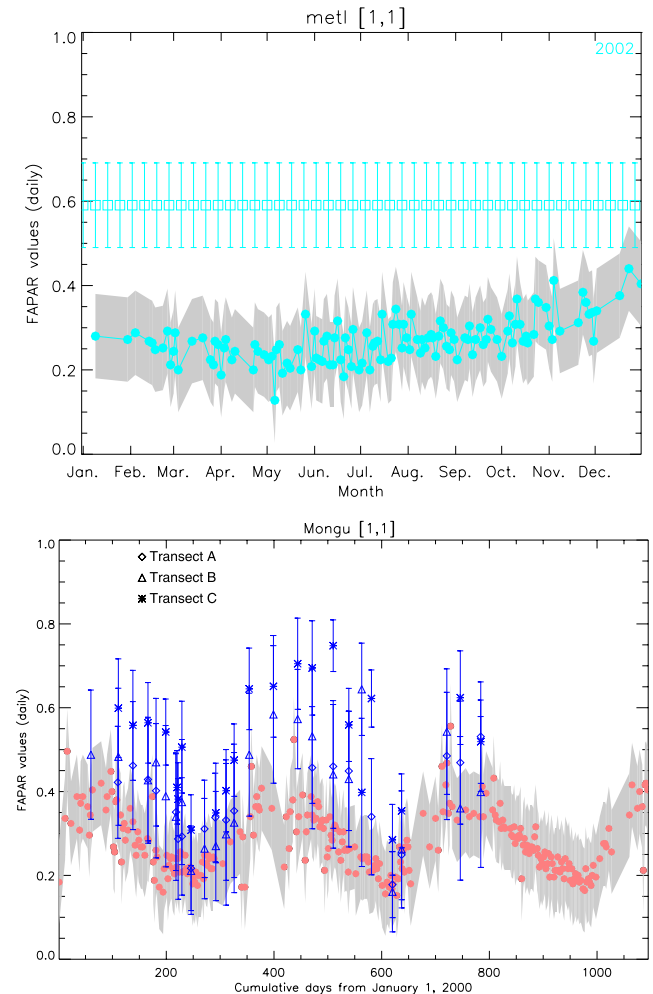 metl [1,1]
2002
1.0
0.8
0.6
0.4
0.2
0.0
FAPAR values (daily)
Jan. Feb. Mar. Apr. May Jun. Jul. Aug. Sep. Oct. Nov. Dec.
Month
Mongu [1,1]
Transect A
Transect B
Transect C
1.0
0.8
0.6
0.4
0.2
0.0
FAPAR values (daily)
200 400 600 800 1000
Cumulative days from January 1, 2000